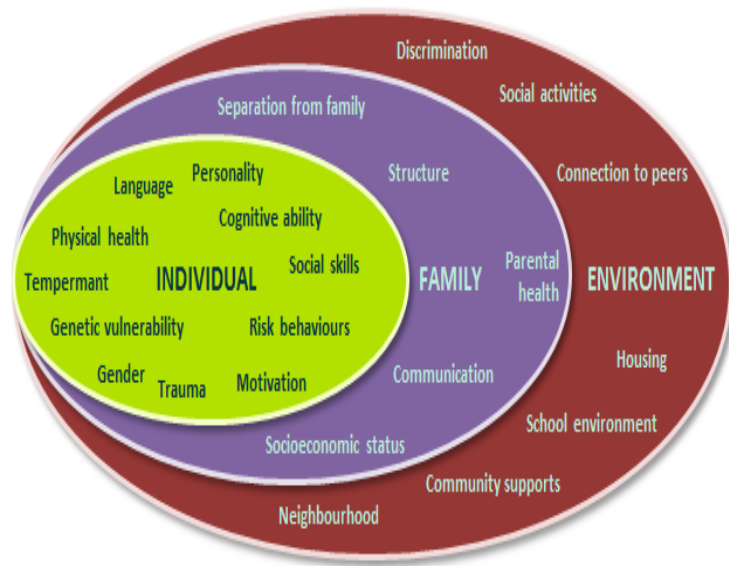 Discrimination
Social activities
Separation from family
Connection to peers
Structure
Personality
Language
Cognitive ability
Physical health
Social skills
Tempermant
INDIVIDUAL
FAMILY
Parental
health
ENVIRONMENT
Genetic vulnerability
Risk behaviours
Housing
Gender
Trauma
Motivation
Communication
School environment
Socioeconomic status
Community supports
Neighbourhood